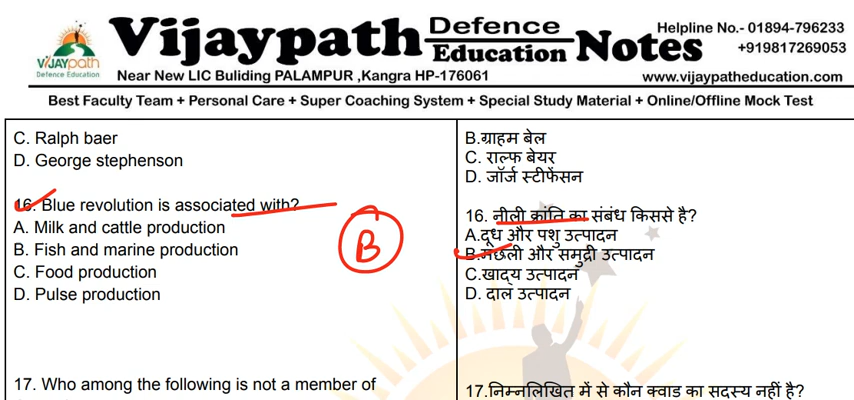 VIJAYpath
Defence Education
Vijaypath Defence Education Notes
Helpline No.- 01894-796233
+919817269053
Near New LIC Buliding PALAMPUR ,Kangra HP-176061
www.vijaypatheducation.com
Best Faculty Team + Personal Care + Super Coaching System + Special Study Material + Online/Offline Mock Test
C. Ralph baer
D. George stephenson
16. Blue revolution is associated with?
A. Milk and cattle production
B. Fish and marine production
C. Food production
D. Pulse production
B
17. Who among the following is not a member of
B.ग्राहम बेल
C. राल्फ बेयर
D. जॉर्ज स्टीफेंसन
16. नीली क्रांति का संबंध किससे है?
A.दूध और पशु उत्पादन
B.मछली और समुद्री उत्पादन
C.खाद्य उत्पादन
D. दाल उत्पादन
17.निम्नलिखित में से कौन क्वाड का सदस्य नहीं है?